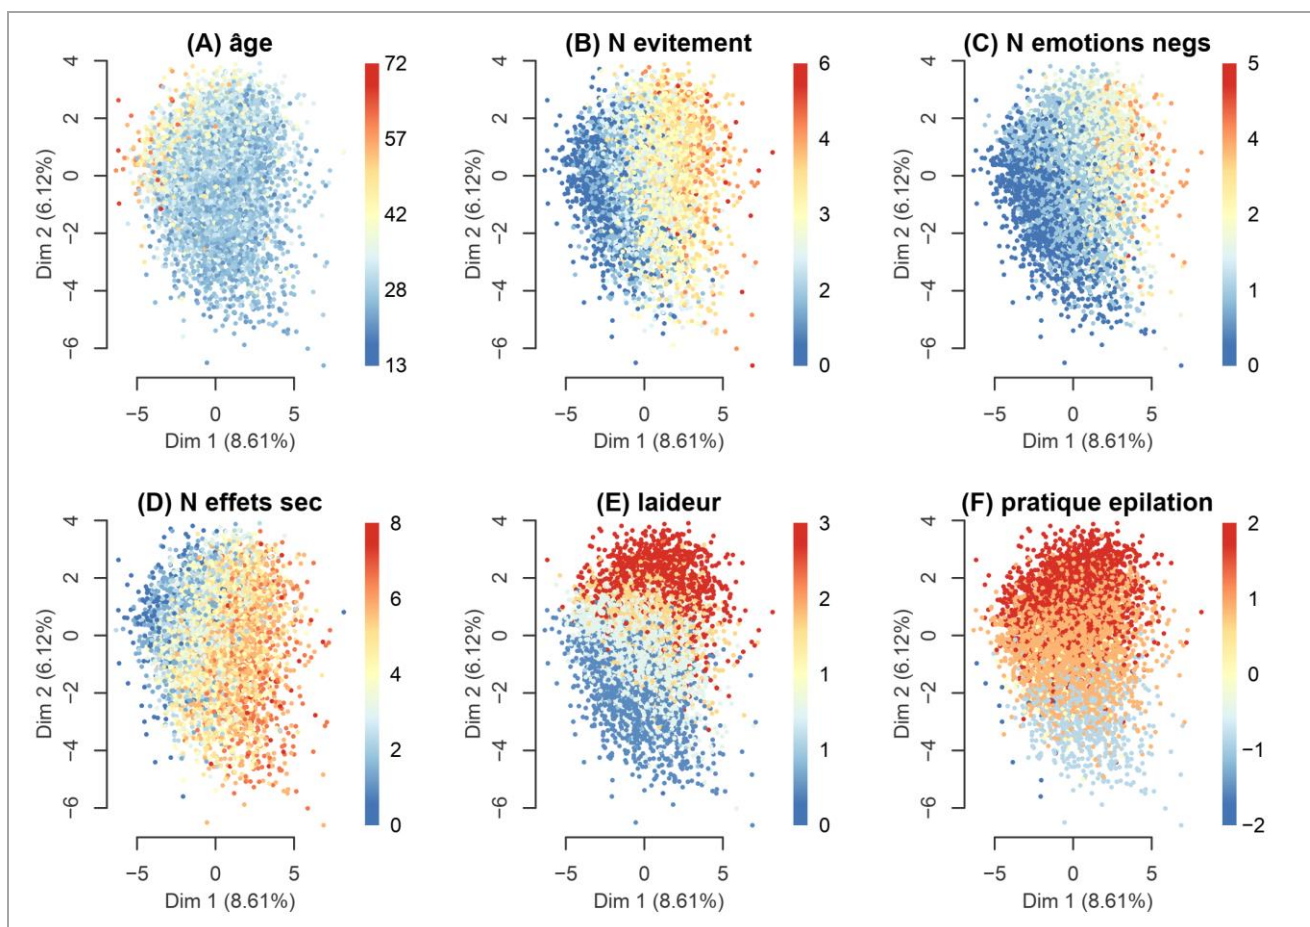 (A) âge
(B) N evitement
(C) N emotions negs
4
2
0
−2
−4
−6
Dim 2 (6.12%)
−5 0 5
Dim 1 (8.61%)
72
57
42
28
13
4
2
0
−2
−4
−6
Dim 2 (6.12%)
−5 0 5
Dim 1 (8.61%)
6
4
3
2
0
4
2
0
−2
−4
−6
Dim 2 (6.12%)
−5 0 5
Dim 1 (8.61%)
5
4
2
1
0
(D) N effets sec
(E) laideur
(F) pratique epilation
4
2
0
−2
−4
−6
Dim 2 (6.12%)
−5 0 5
Dim 1 (8.61%)
8
6
4
2
0
4
2
0
−2
−4
−6
Dim 2 (6.12%)
−5 0 5
Dim 1 (8.61%)
3
2
1
1
0
4
2
0
−2
−4
−6
Dim 2 (6.12%)
−5 0 5
Dim 1 (8.61%)
2
1
0
−1
−2